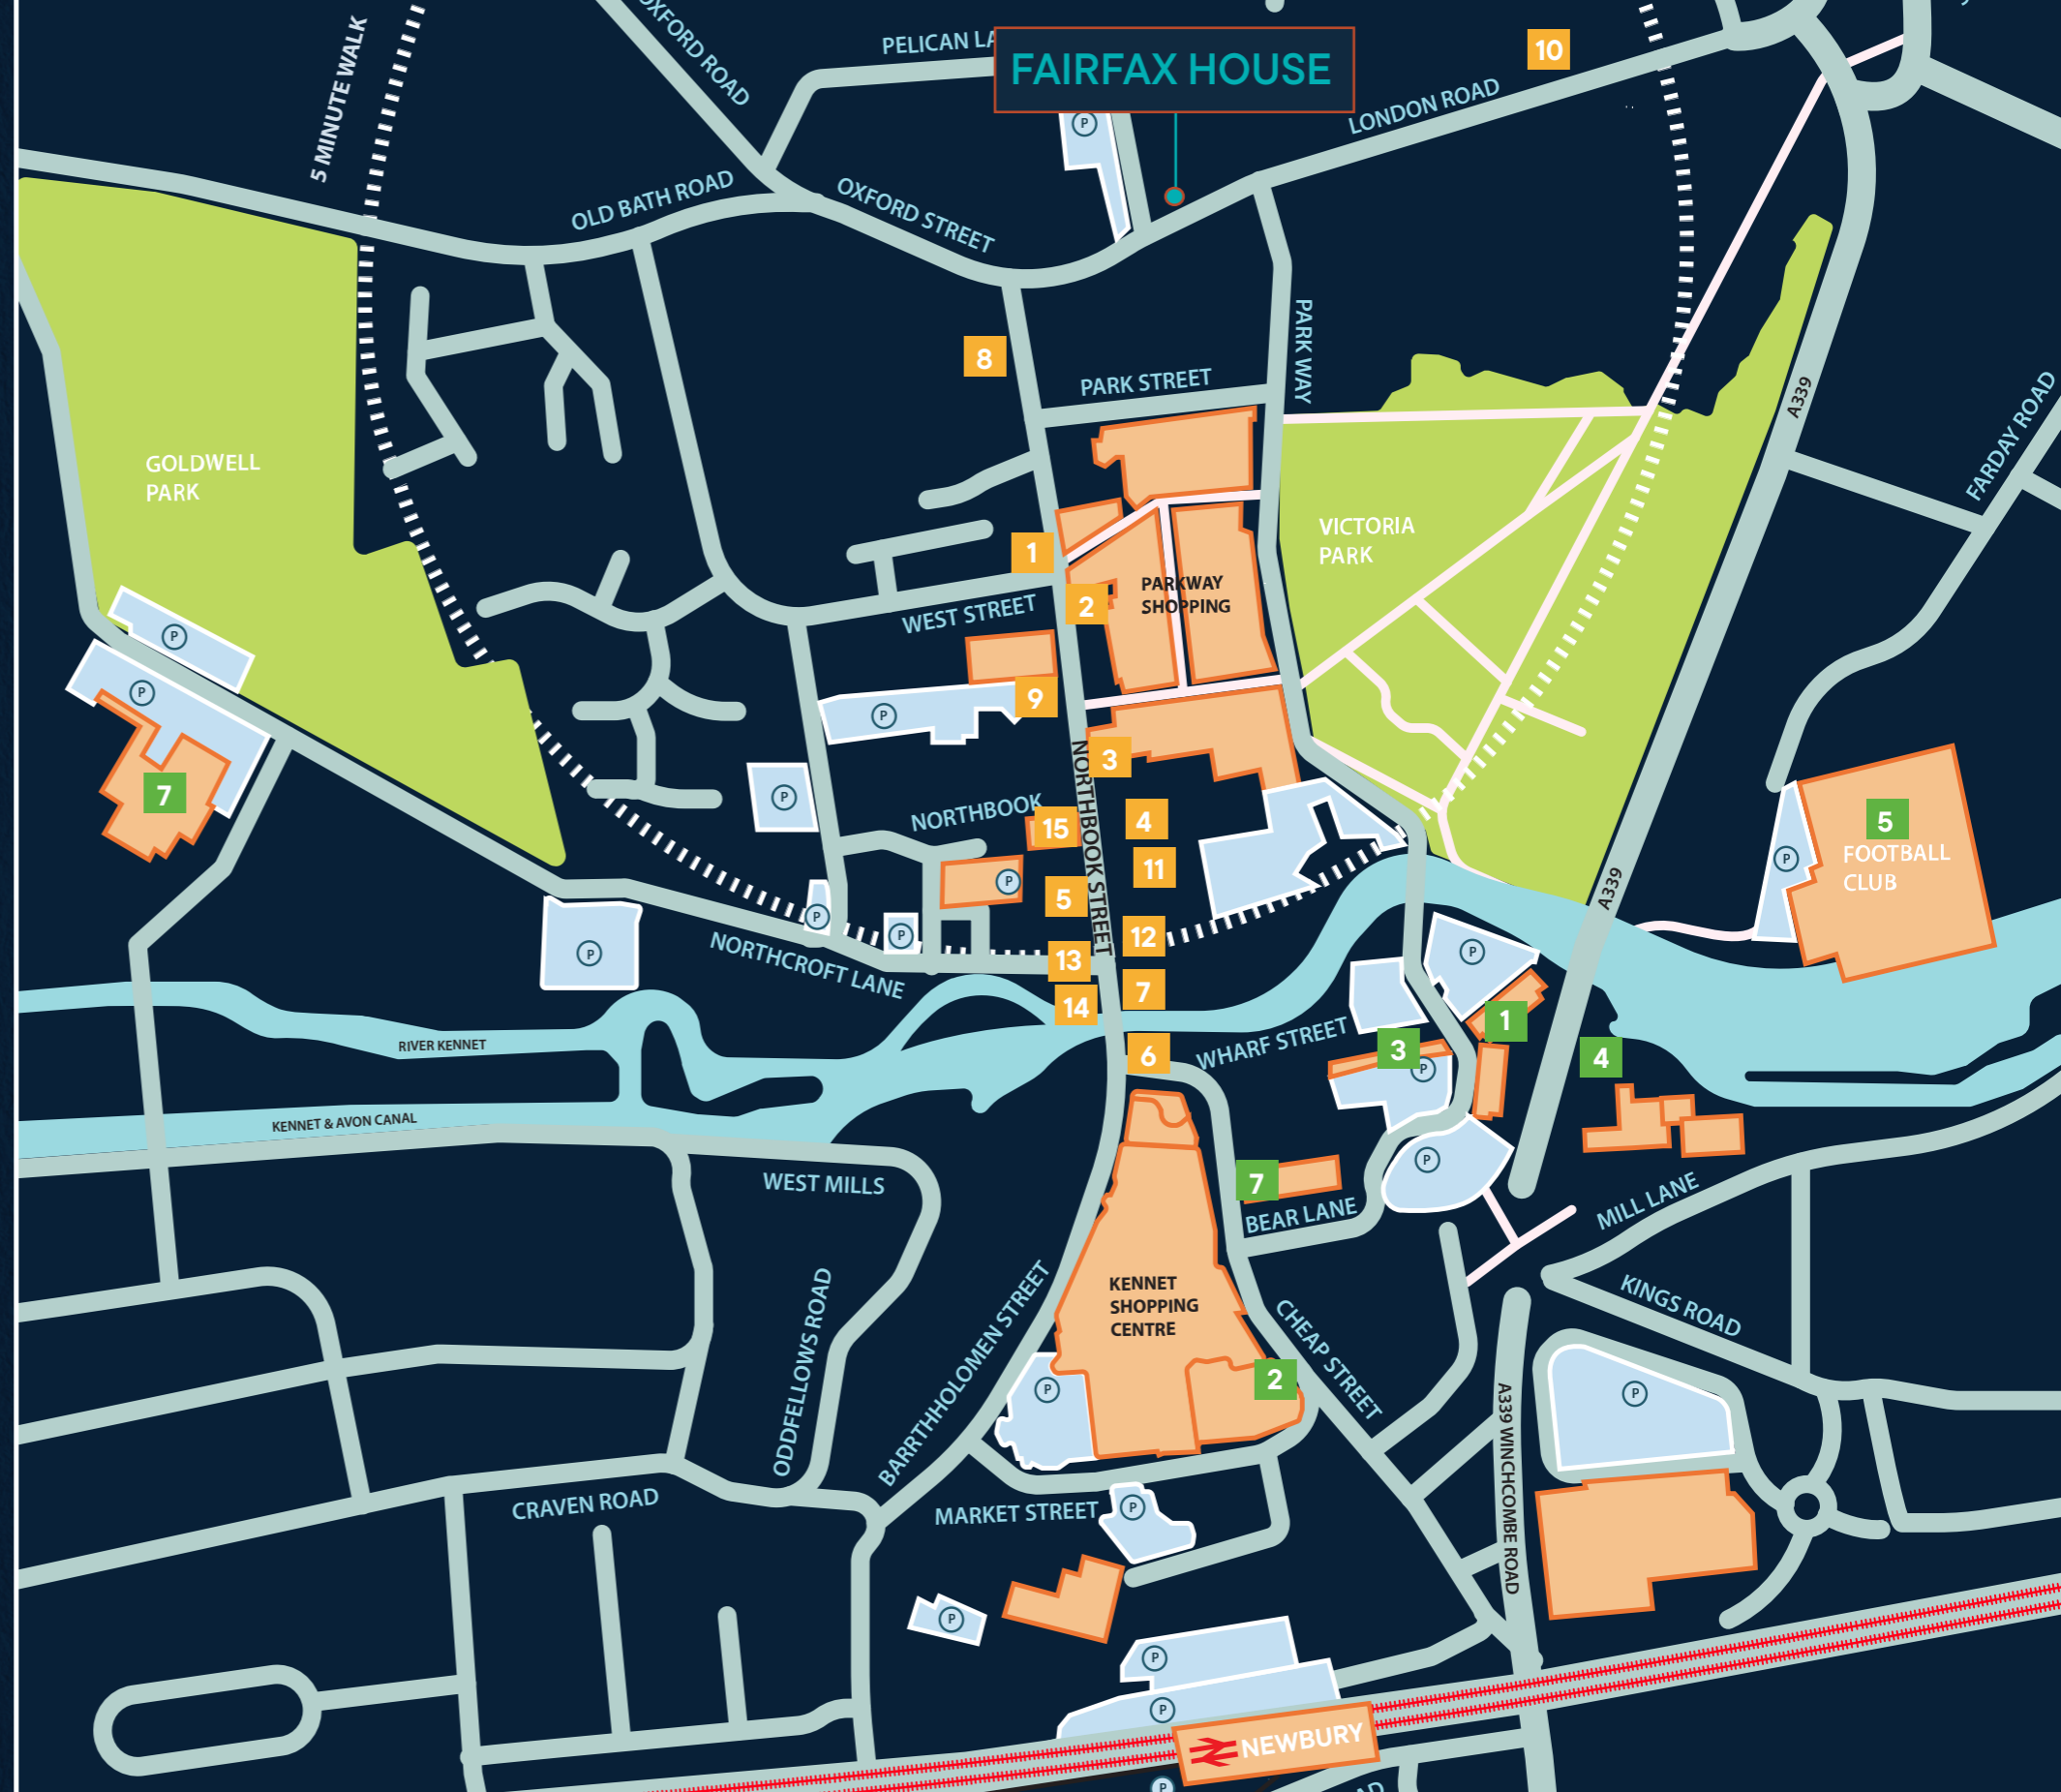 5 MINUTE WALK
OXFORD ROAD
PELICAN LA
FAIRFAX HOUSE
10
LONDON ROAD
P
OLD BATH ROAD
OXFORD STREET
PARK WAY
8
PARK STREET
A339
FARDAY ROAD
GOLDWELL
PARK
VICTORIA
PARK
1
PARKWAY
SHOPPING
2
WEST STREET
P
P
9
P
3
NORTHBOOK STREET
7
P
NORTHBOOK
15
4
5
FOOTBALL
CLUB
P
11
P
5
A339
P
P
12
P
P
13
NORTHCROFT LANE
7
14
1
WHARF STREET
RIVER KENNET
6
3
P
4
KENNET & AVON CANAL
P
WEST MILLS
7
BEAR LANE
MILL LANE
KENNET
SHOPPING
CENTRE
KINGS ROAD
ODDFELLOWS ROAD
BARRTHHOLOMEN STREET
CHEAP STREET
2
P
P
A339 WINCHCOMBE ROAD
CRAVEN ROAD
MARKET STREET
P
P
P
P
NEWBURY
P
AD